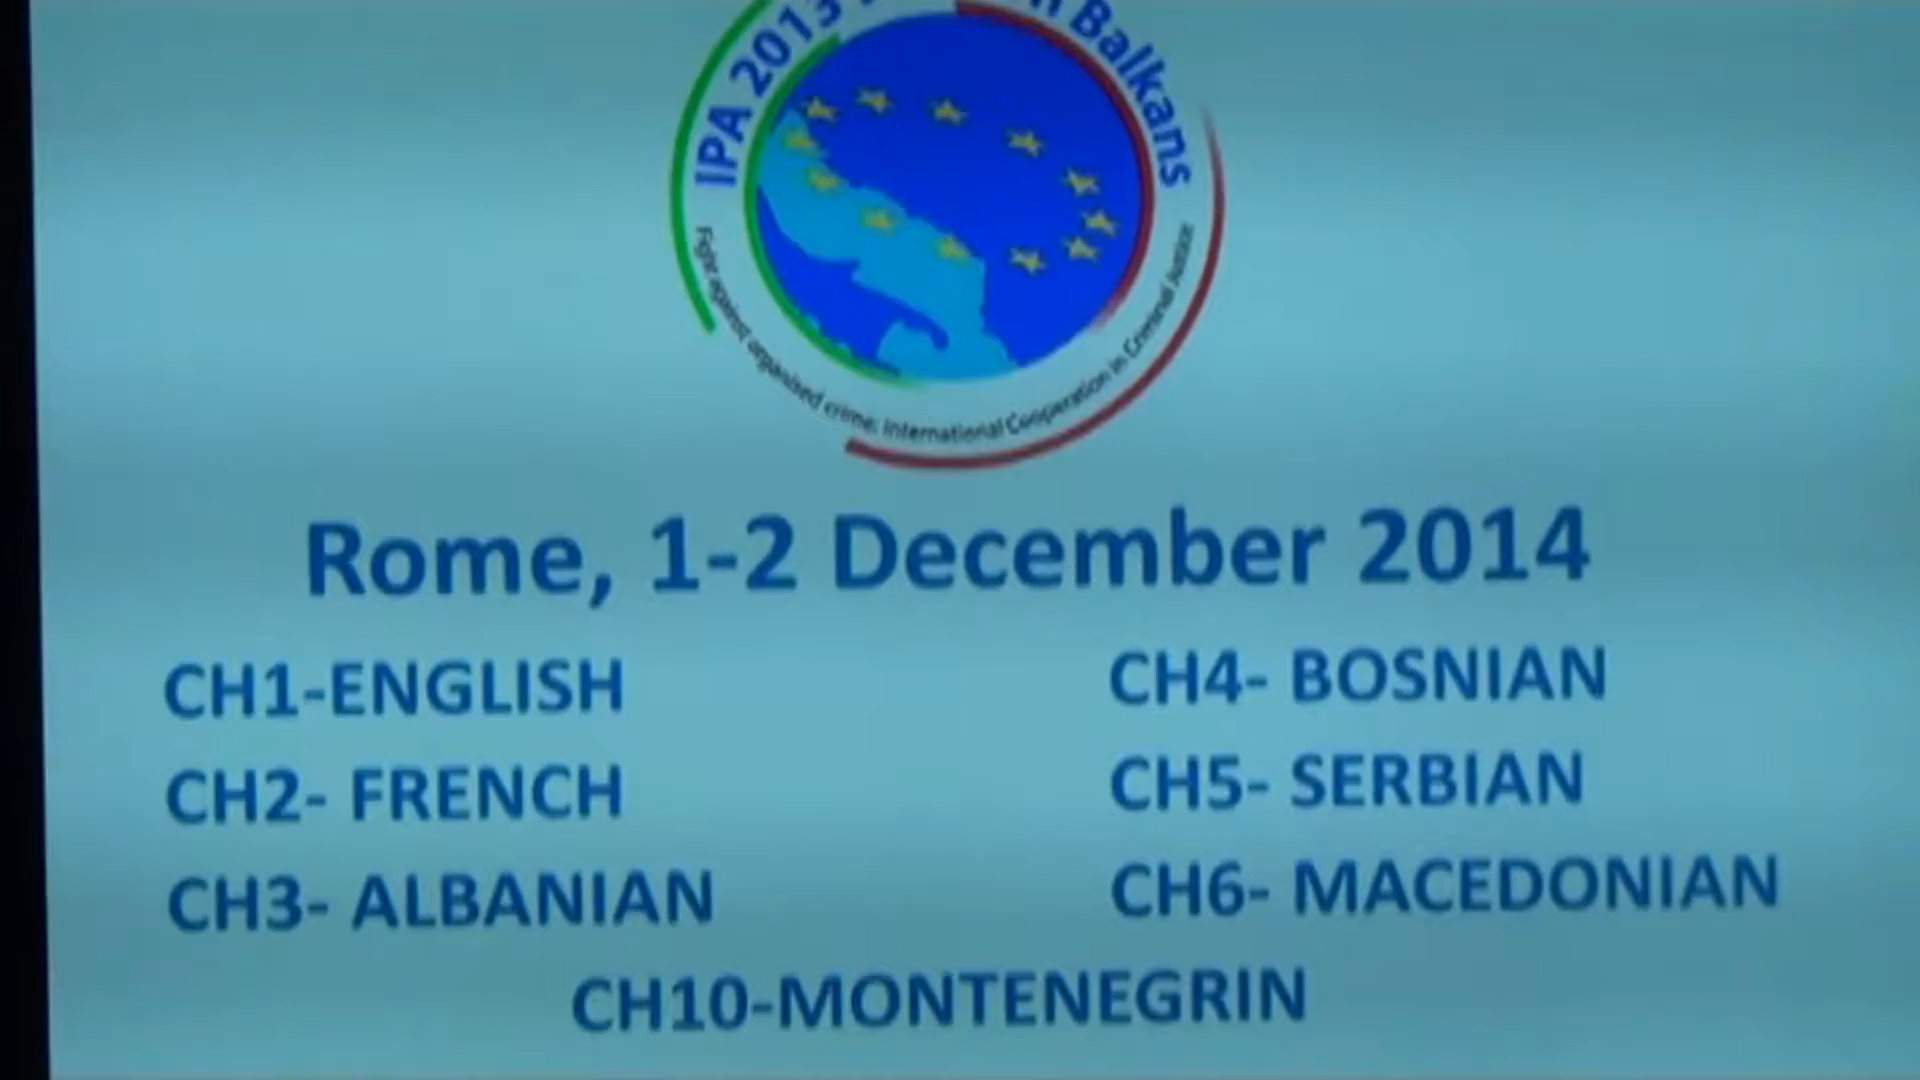 IPA 2013 Balkans
Fight against organised crime: International Cooperation in Criminal Justice
Rome, 1-2 December 2014
CH1-ENGLISH
CH2- FRENCH
CH3- ALBANIAN
CH4- BOSNIAN
CH5- SERBIAN
CH6- MACEDONIAN
CH10-MONTENEGRIN